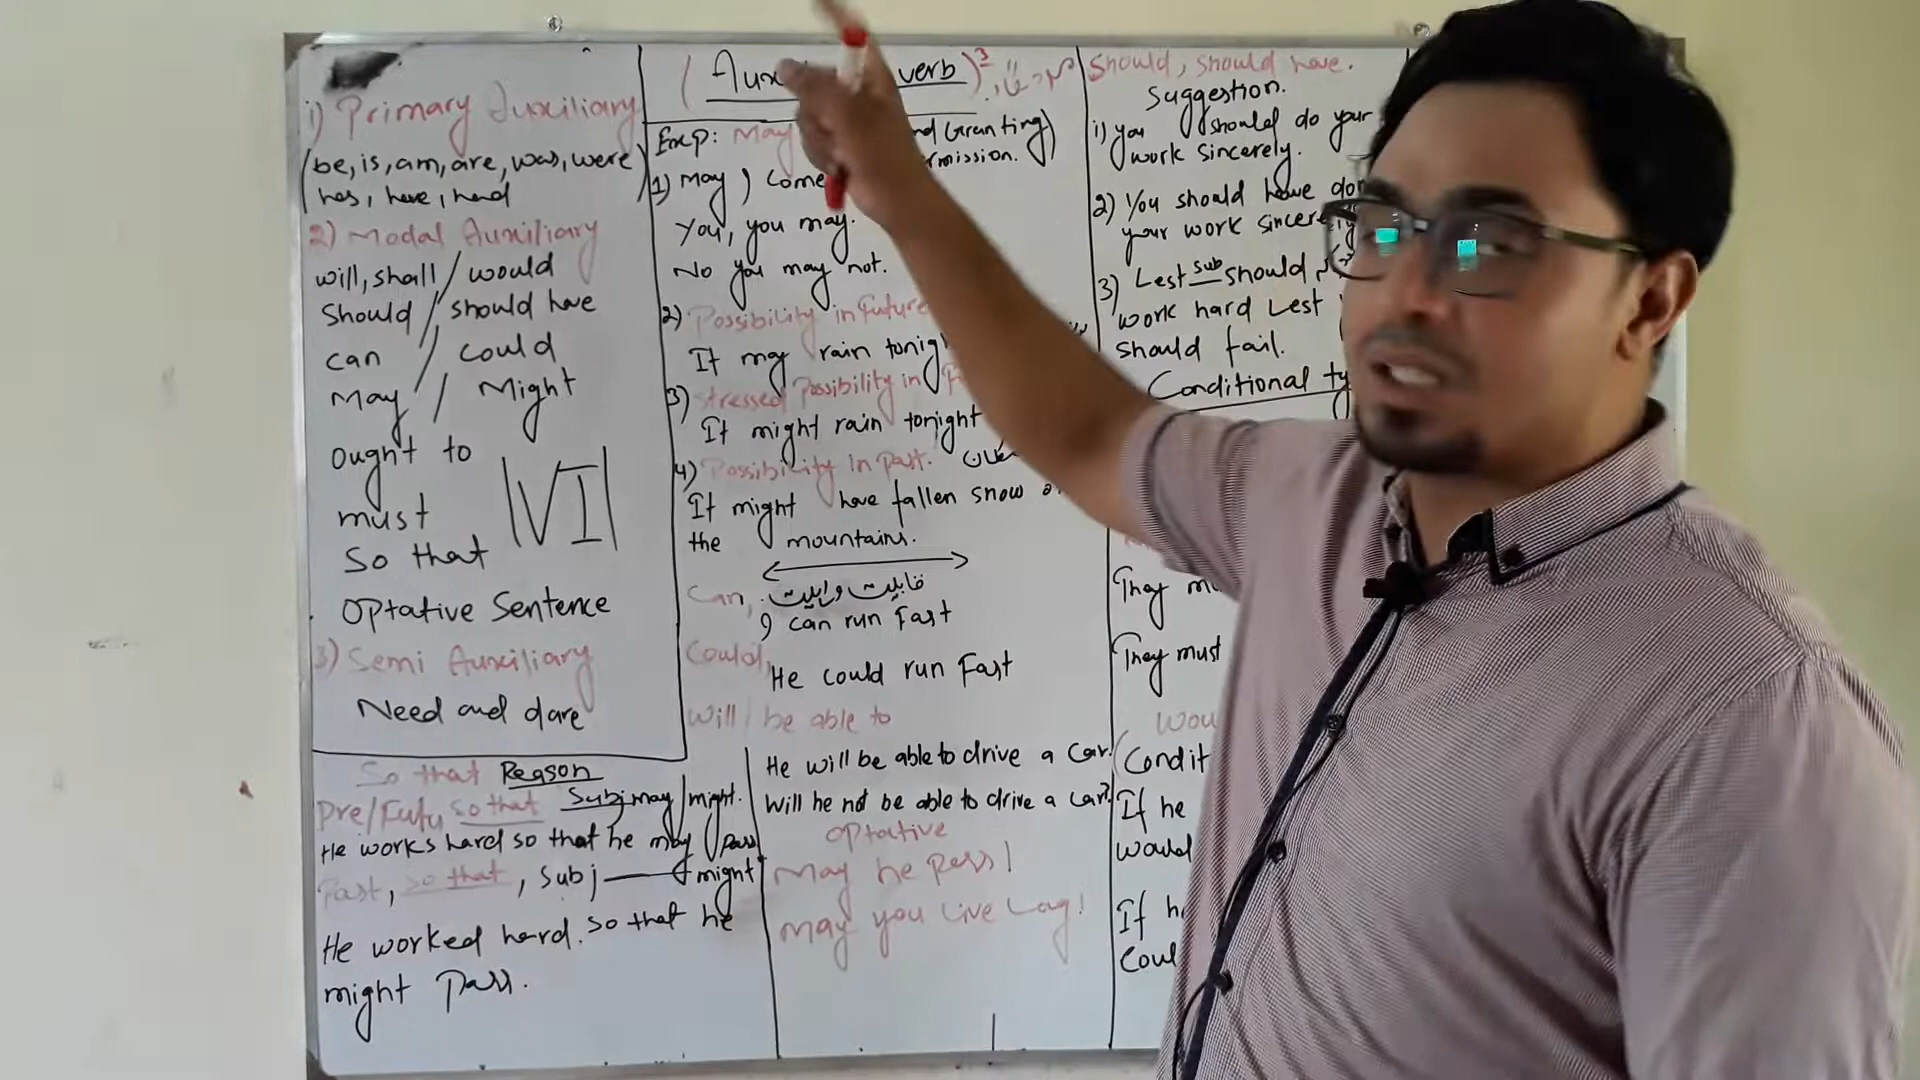 i) Primary Auxiliary
(be, is, am, are, was, were)
has, have, had
2) Modal Auxiliary
will, shall / would
Should / should have
can / could
May / Might
ought to
must
So that
Optative Sentence
3) Semi Auxiliary
Need and dare
So that Reason
Pre/Futu so that Subj may/might.
He works hard so that he may pass
Past, so that, Subj — might
He worked hard. so that he
might Pass.
verb)3
Exep: May
Granting)
1) May I come
You, you may.
No you may not.
2) Possibility in future
It may rain
3) stressed Possibility in
It might rain tonight
4) Possibility in Past.
It might have fallen snow
the mountains.
Can,
I can run Fast
Could,
He could run Fast
Will / be able to
He will be able to drive a car.
Will he not be able to drive a car?
Optative
May he Pass!
May you Live Long!
Should, should have.
Suggestion.
i) you should do your
work sincerely.
2) You should have
your work
3) Lest sub should
work hard Lest
should fail.
Conditional
They
They must
If he
would
If